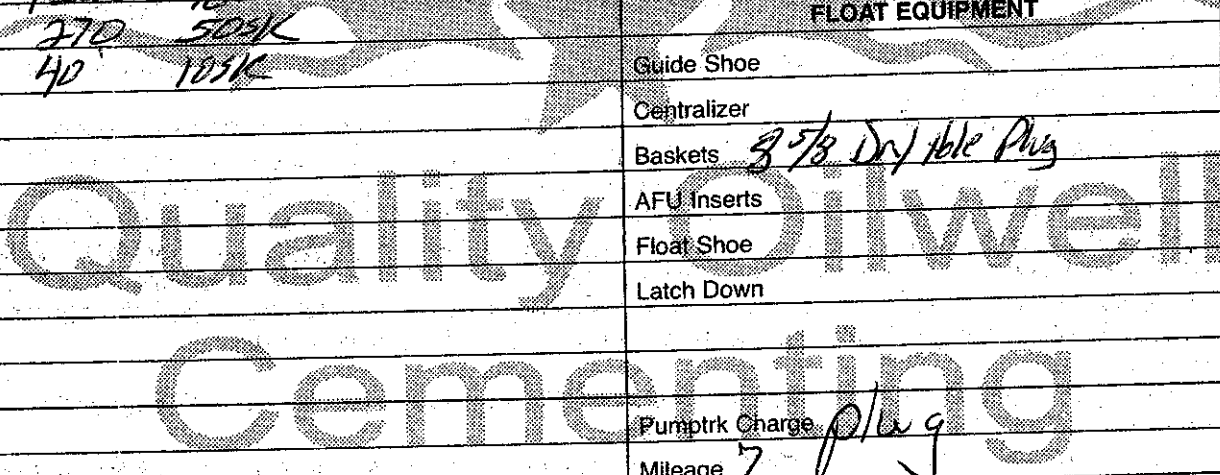 FLOAT EQUIPMENT
270 50SK
40' 10SK
Guide Shoe
Centralizer
Baskets 8 5/8 Dry Hole Plug
AFU Inserts
Float Shoe
Latch Down
Quality Oilwell
Cementing
Pumptrk Charge plug
Mileage 7